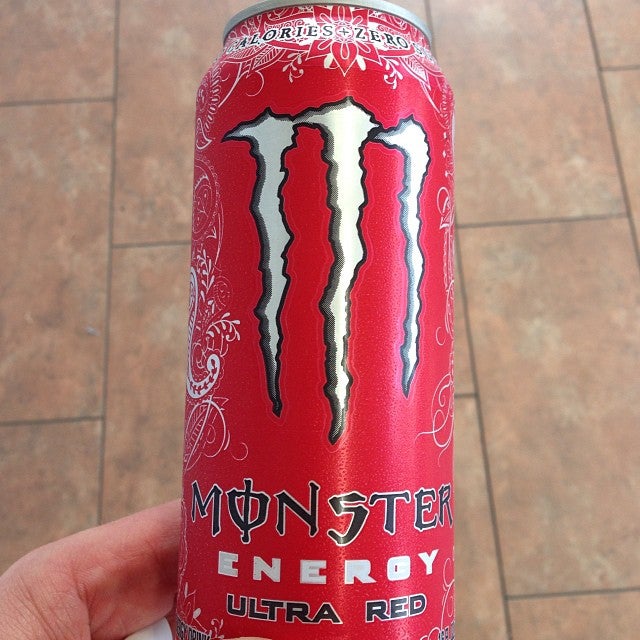 CALORIES + ZERO
MONSTER
ENERGY
ULTRA RED